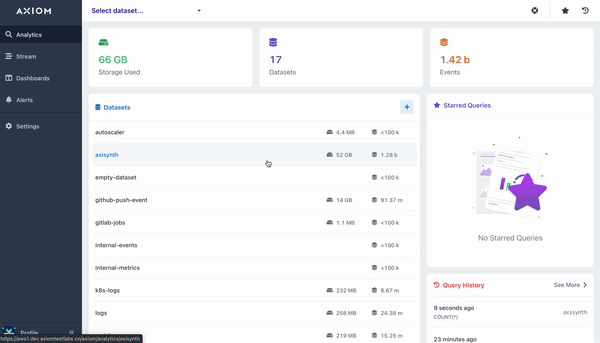 AXIOM
Select dataset...
Analytics
Stream
Dashboards
Alerts
Settings
Profile
66 GB
Storage Used
17
Datasets
1.42 b
Events
Datasets
+
autoscaler 4.4 MB <100 k
axisynth 52 GB 1.28 b
empty-dataset <100 k
github-push-event 14 GB 91.37 m
gitlab-jobs 1.1 MB <100 k
internal-events <100 k
internal-metrics <100 k
k8s-logs 232 MB 8.67 m
logs 256 MB 24.38 m
219 MB 15.25 m
Starred Queries
No Starred Queries
Query History
See More
9 seconds ago
COUNT(*)
axisynth
23 minutes ago
https://aws1.dev.axiomtestlabs.co/axiom/analytics/axisynth